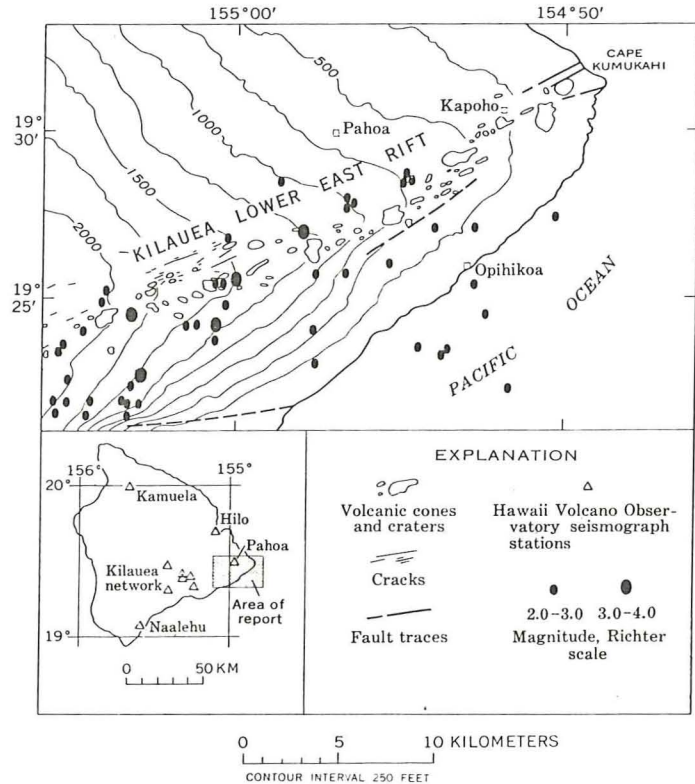 155°00'
154°50'
CAPE
KUMUKAHI
500
Kapoho
19°
30'
Pahoa
1000
1500
KILAUEA LOWER EAST RIFT
2000
Opihikoa
19°
25'
PACIFIC OCEAN
156°
155°
20°
Kamuela
Hilo
Pahoa
Kilauea
network
Area of
report
19°
Naalehu
0 50 KM
EXPLANATION
Volcanic cones
and craters
Cracks
Fault traces
Hawaii Volcano Obser-
vatory seismograph
stations
2.0–3.0 3.0–4.0
Magnitude, Richter
scale
0 5 10 KILOMETERS
CONTOUR INTERVAL 250 FEET